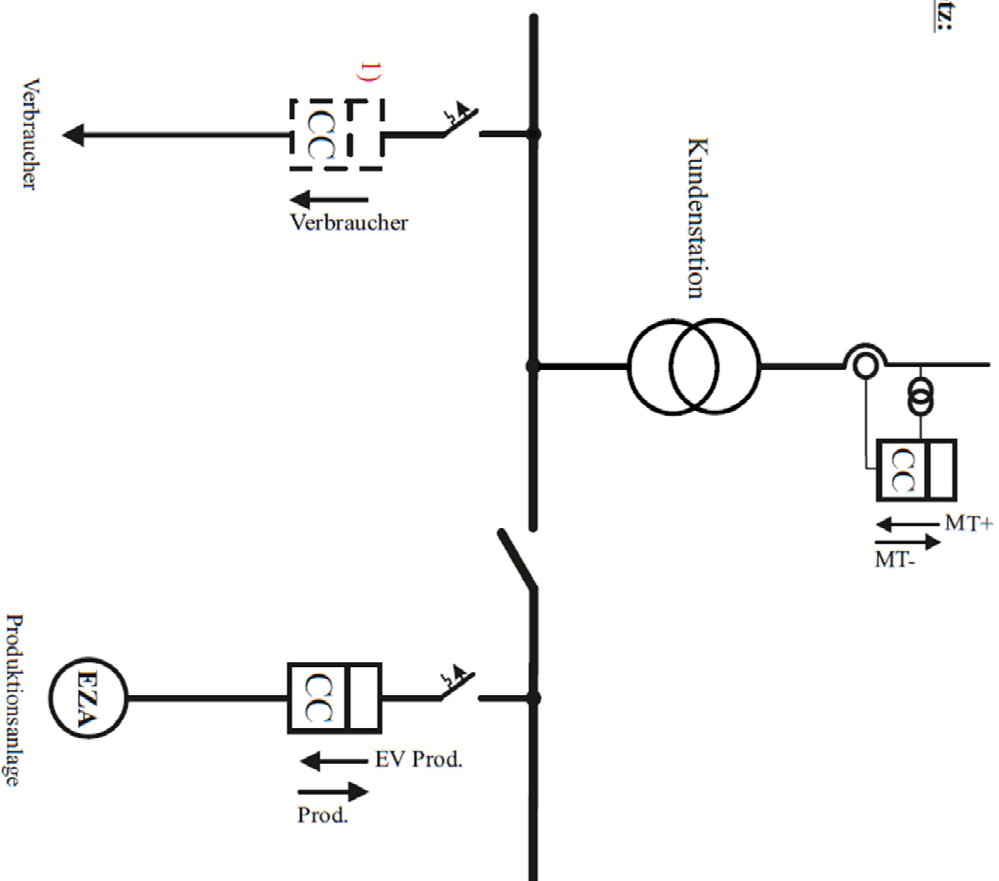 tz:
Kundenstation
CC
MT+
MT-
1)
CC
Verbraucher
Verbraucher
CC
EV Prod.
Prod.
EZA
Produktionsanlage